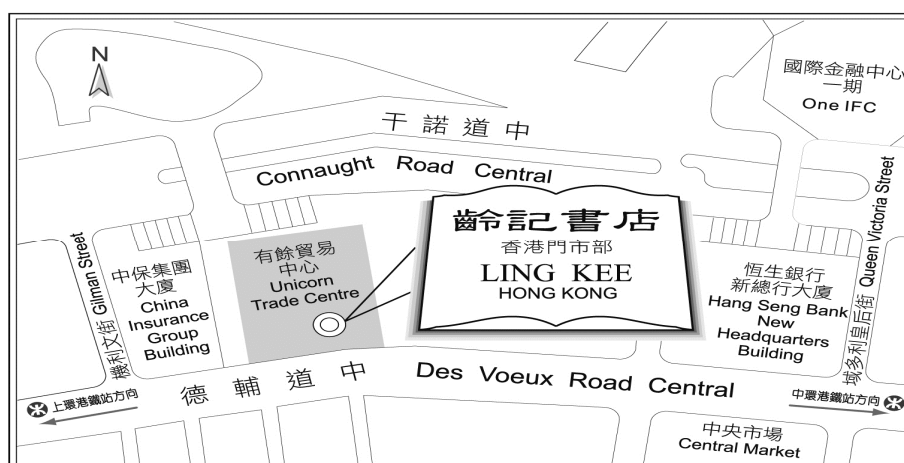 N
國際金融中心
一期
One IFC
干諾道中
Connaught Road Central
齡記書店
香港門市部
LING KEE
HONG KONG
機利文街 Gilman Street
中保集團
大廈
China
Insurance
Group
Building
有餘貿易
中心
Unicorn
Trade Centre
恆生銀行
新總行大廈
Hang Seng Bank
New
Headquarters
Building
域多利皇后街 Queen Victoria Street
德輔道中 Des Voeux Road Central
上環港鐵站方向
中環港鐵站方向
中央市場
Central Market